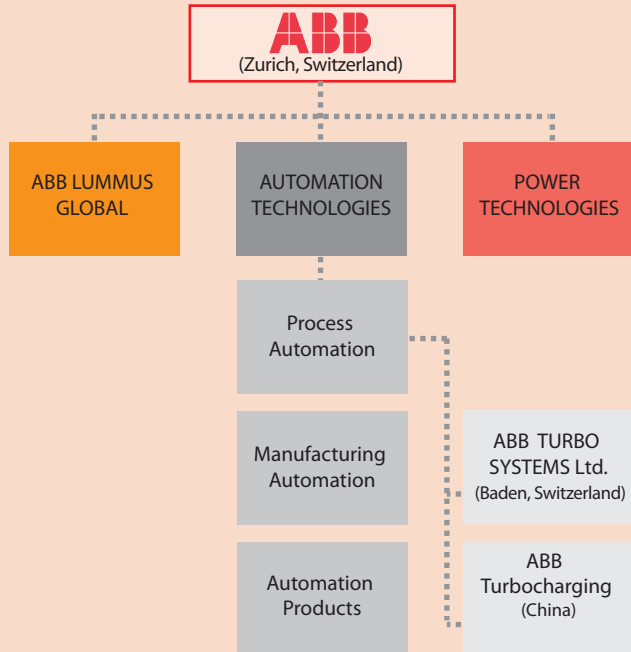 ABB
(Zurich, Switzerland)
ABB LUMMUS
GLOBAL
AUTOMATION
TECHNOLOGIES
POWER
TECHNOLOGIES
Process
Automation
Manufacturing
Automation
ABB TURBO
SYSTEMS Ltd.
(Baden, Switzerland)
Automation
Products
ABB
Turbocharging
(China)